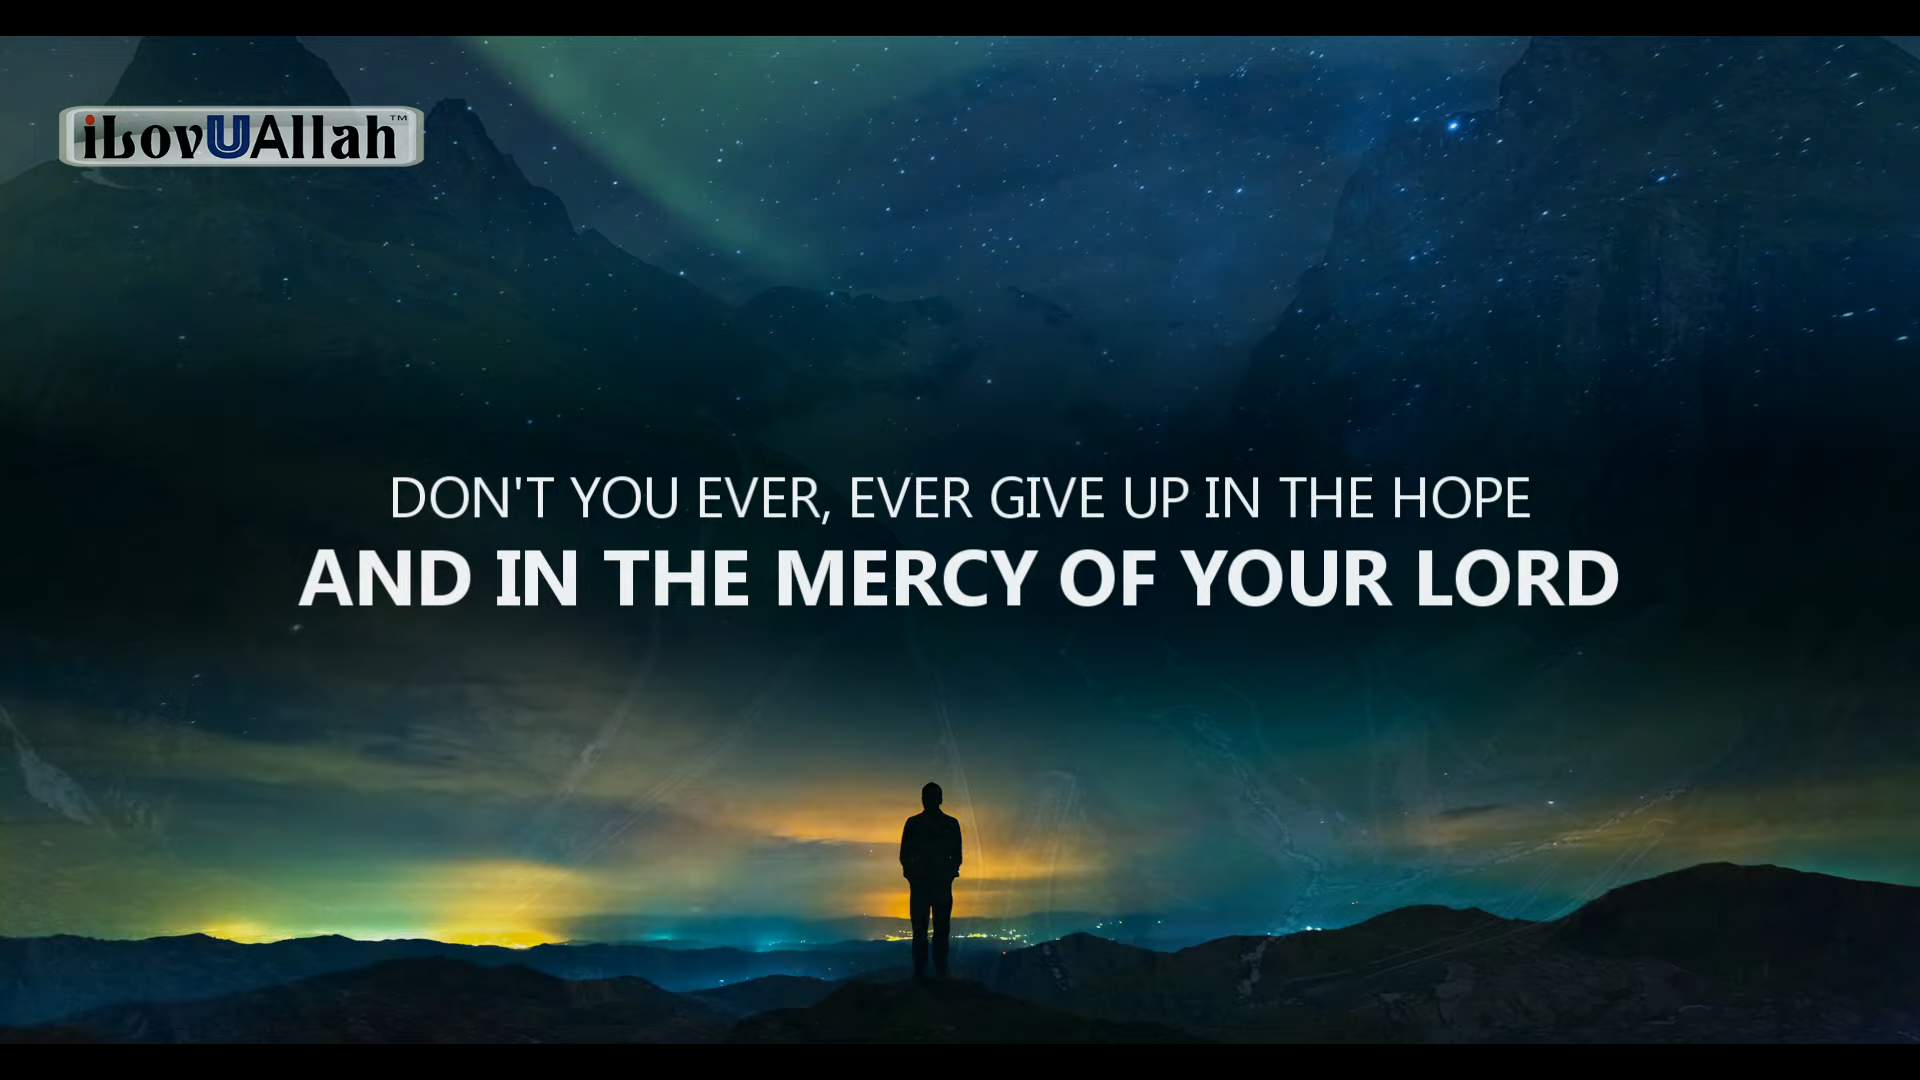 iLovUAllah™
DON'T YOU EVER, EVER GIVE UP IN THE HOPE
AND IN THE MERCY OF YOUR LORD